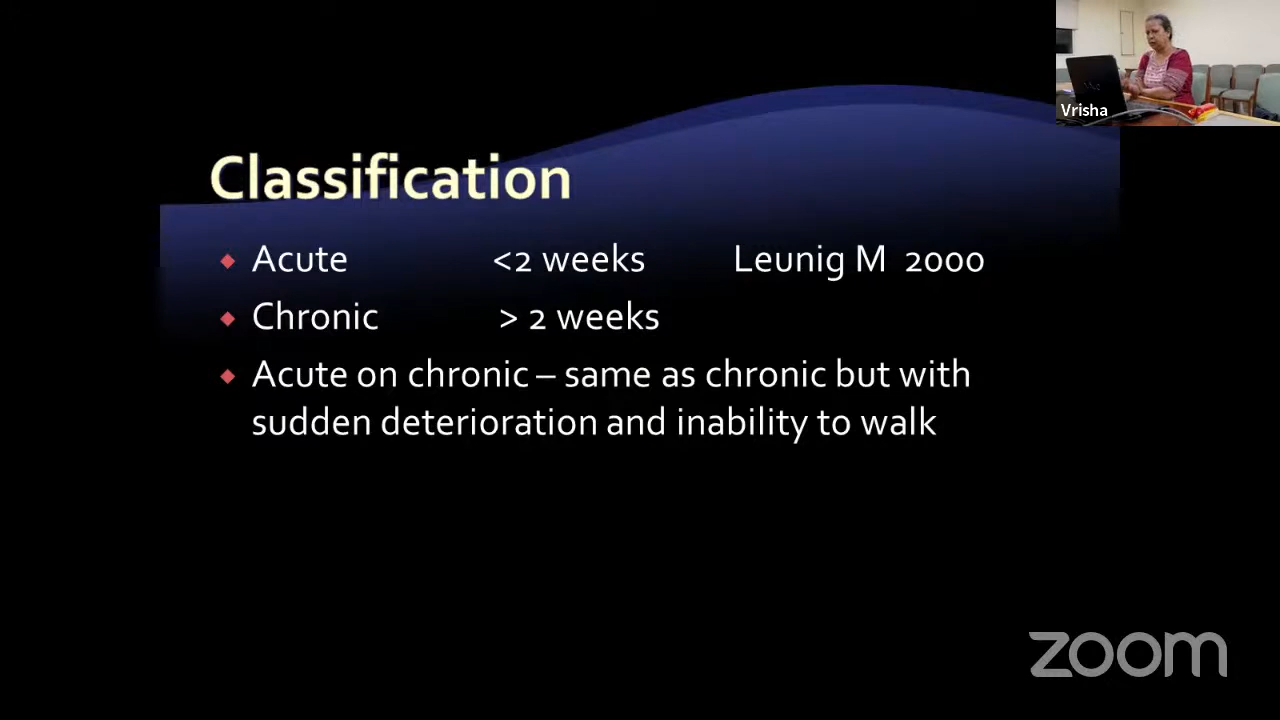 Vrisha
Classification
Acute <2 weeks Leunig M 2000
Chronic > 2 weeks
Acute on chronic – same as chronic but with
sudden deterioration and inability to walk
zoom